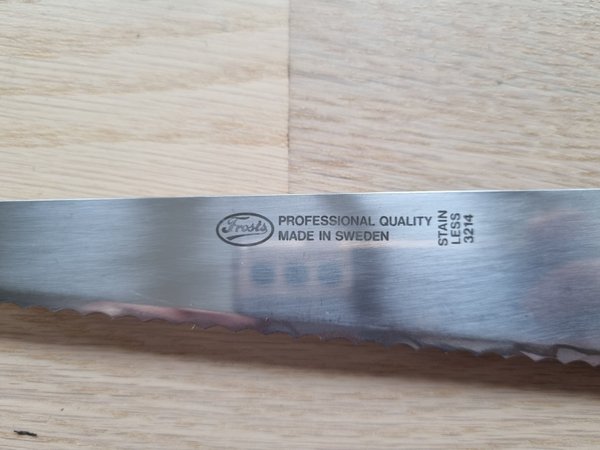 Frosts
PROFESSIONAL QUALITY
MADE IN SWEDEN
STAIN
LESS
3214